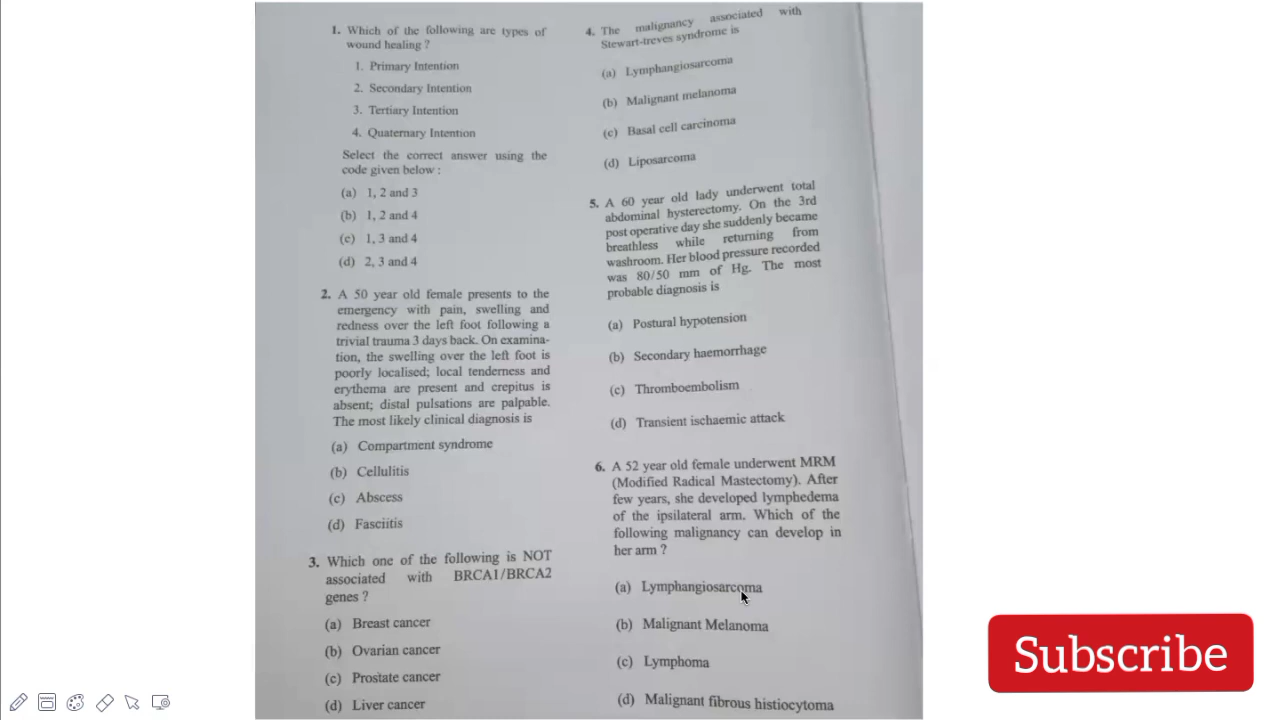 1. Which of the following are types of
wound healing ?
1. Primary Intention
2. Secondary Intention
3. Tertiary Intention
4. Quaternary Intention
Select the correct answer using the
code given below :
(a) 1, 2 and 3
(b) 1, 2 and 4
(c) 1, 3 and 4
(d) 2, 3 and 4
2. A 50 year old female presents to the
emergency with pain, swelling and
redness over the left foot following a
trivial trauma 3 days back. On examina-
tion, the swelling over the left foot is
poorly localised; local tenderness and
erythema are present and crepitus is
absent; distal pulsations are palpable.
The most likely clinical diagnosis is
(a) Compartment syndrome
(b) Cellulitis
(c) Abscess
(d) Fasciitis
3. Which one of the following is NOT
associated with BRCA1/BRCA2
genes ?
(a) Breast cancer
(b) Ovarian cancer
(c) Prostate cancer
(d) Liver cancer
4. The malignancy associated with
Stewart-treves syndrome is
(a) Lymphangiosarcoma
(b) Malignant melanoma
(c) Basal cell carcinoma
(d) Liposarcoma
5. A 60 year old lady underwent total
abdominal hysterectomy. On the 3rd
post operative day she suddenly became
breathless while returning from
washroom. Her blood pressure recorded
was 80/50 mm of Hg. The most
probable diagnosis is
(a) Postural hypotension
(b) Secondary haemorrhage
(c) Thromboembolism
(d) Transient ischaemic attack
6. A 52 year old female underwent MRM
(Modified Radical Mastectomy). After
few years, she developed lymphedema
of the ipsilateral arm. Which of the
following malignancy can develop in
her arm ?
(a) Lymphangiosarcoma
(b) Malignant Melanoma
(c) Lymphoma
(d) Malignant fibrous histiocytoma
Subscribe